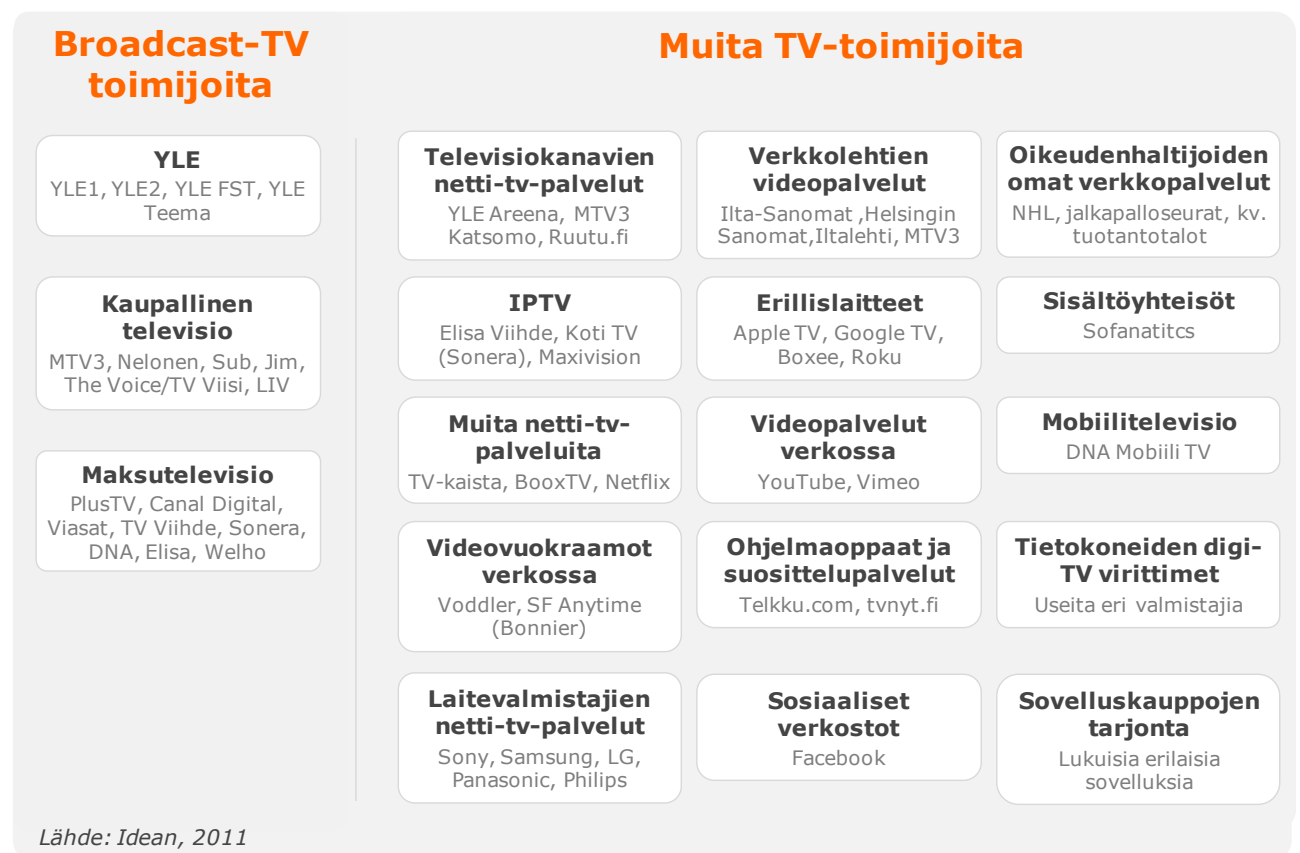 Broadcast-TV
toimijoita
YLE
YLE1, YLE2, YLE FST, YLE
Teema
Kaupallinen
televisio
MTV3, Nelonen, Sub, Jim,
The Voice/TV Viisi, LIV
Maksutelevisio
PlusTV, Canal Digital,
Viasat, TV Viihde, Sonera,
DNA, Elisa, Welho
Muita TV-toimijoita
Televisiokanavien
netti-tv-palvelut
YLE Areena, MTV3
Katsomo, Ruutu.fi
Verkkolehtien
videopalvelut
Ilta-Sanomat ,Helsingin
Sanomat,Iltalehti, MTV3
Oikeudenhaltijoiden
omat verkkopalvelut
NHL, jalkapalloseurat, kv.
tuotantotalot
IPTV
Elisa Viihde, Koti TV
(Sonera), Maxivision
Erillislaitteet
Apple TV, Google TV,
Boxee, Roku
Sisältöyhteisöt
Sofanatitcs
Muita netti-tv-
palveluita
TV-kaista, BooxTV, Netflix
Videopalvelut
verkossa
YouTube, Vimeo
Mobiilitelevisio
DNA Mobiili TV
Videovuokraamot
verkossa
Voddler, SF Anytime
(Bonnier)
Ohjelmaoppaat ja
suosittelupalvelut
Telkku.com, tvnyt.fi
Tietokoneiden digi-
TV virittimet
Useita eri valmistajia
Laitevalmistajien
netti-tv-palvelut
Sony, Samsung, LG,
Panasonic, Philips
Sosiaaliset
verkostot
Facebook
Sovelluskauppojen
tarjonta
Lukuisia erilaisia
sovelluksia
Lähde: Idean, 2011